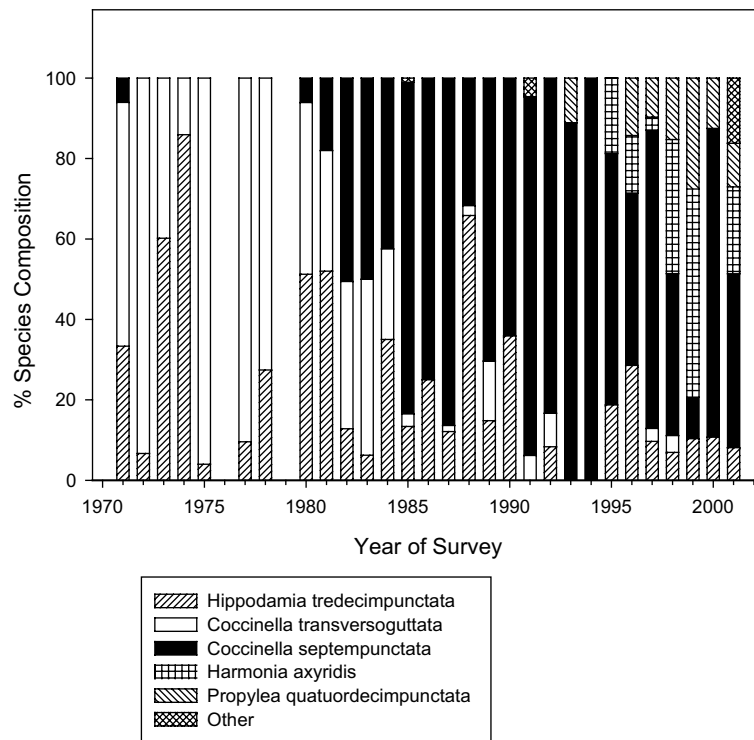 % Species Composition
100
80
60
40
20
0
1970 1975 1980 1985 1990 1995 2000
Year of Survey
Hippodamia tredecimpunctata
Coccinella transversoguttata
Coccinella septempunctata
Harmonia axyridis
Propylea quatuordecimpunctata
Other